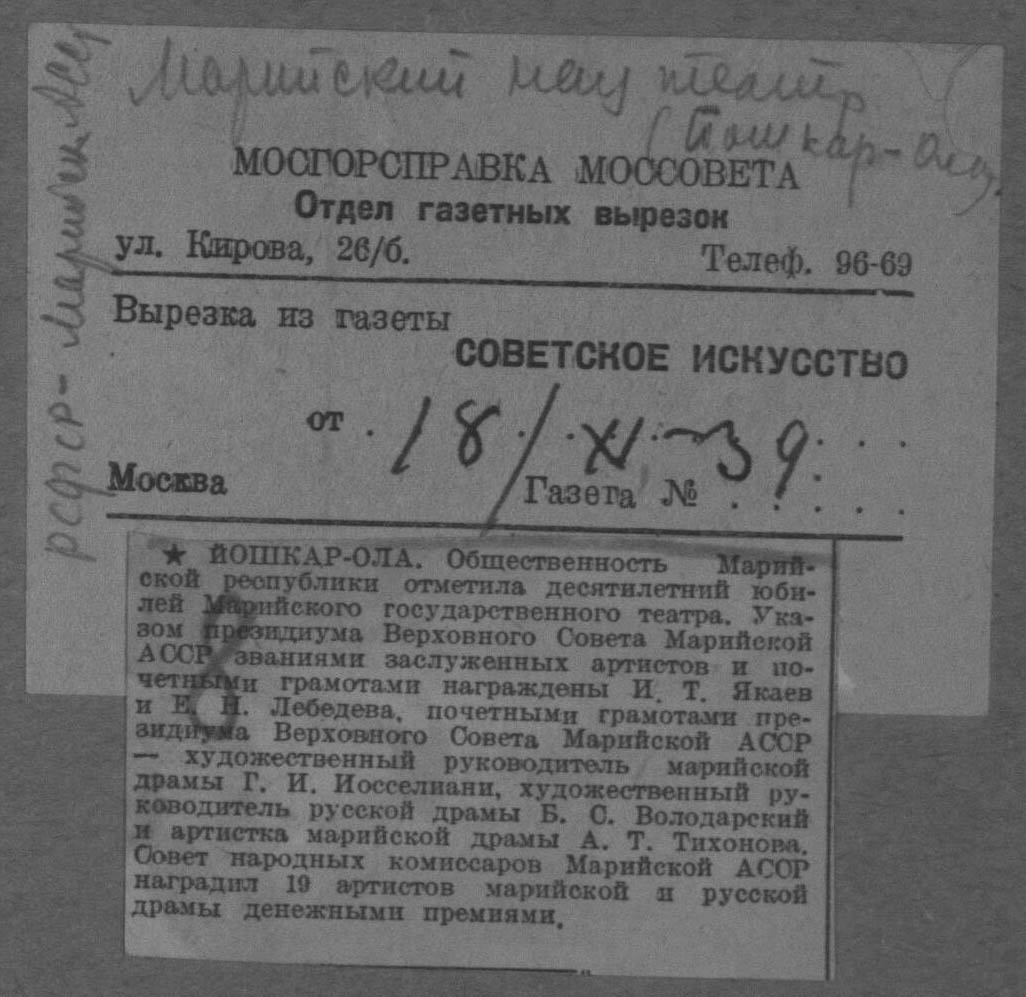 Марийский нац театр
(Йошкар-Ола)
РСФСР - Марийск. АССР
МОСГОРСПРАВКА МОССОВЕТА
Отдел газетных вырезок
ул. Кирова, 26/б. Телеф. 96-69
Вырезка из газеты
СОВЕТСКОЕ ИСКУССТВО
от . 18/XI-39 . . .
Москва Газета № . . . . .
★ ЙОШКАР-ОЛА. Общественность Марий-
ской республики отметила десятилетний юби-
лей Марийского государственного театра. Ука-
зом президиума Верховного Совета Марийской
АССР званиями заслуженных артистов и по-
четными грамотами награждены И. Т. Якаев
и Е. Н. Лебедева, почетными грамотами пре-
зидиума Верховного Совета Марийской АССР
— художественный руководитель марийской
драмы Г. И. Иосселиани, художественный ру-
ководитель русской драмы Б. С. Володарский
и артистка марийской драмы А. Т. Тихонова.
Совет народных комиссаров Марийской АССР
наградил 19 артистов марийской и русской
драмы денежными премиями.